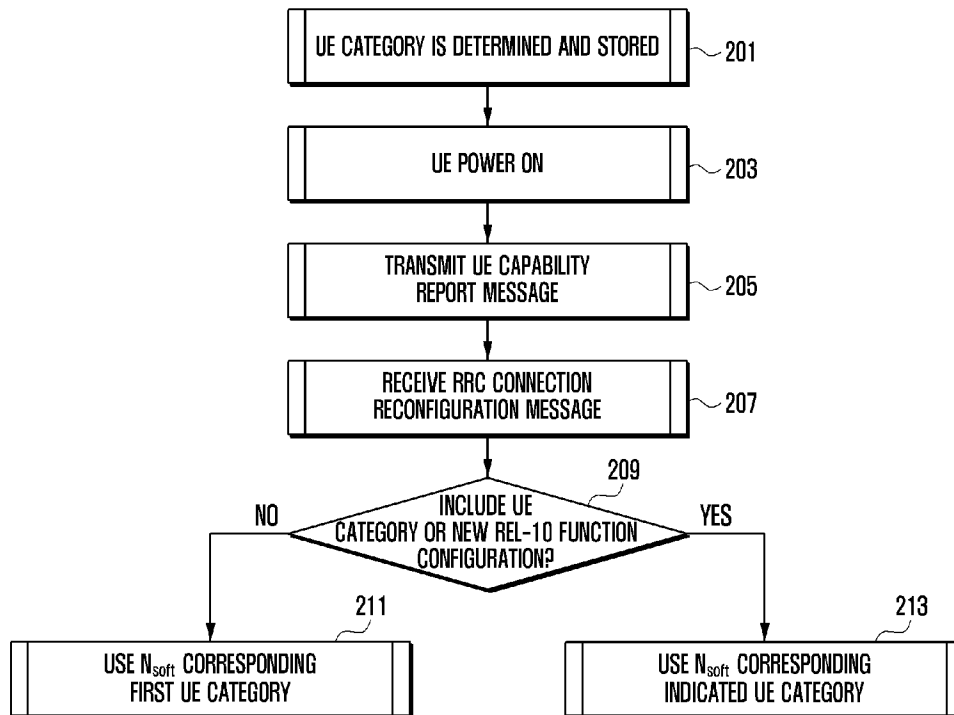 UE CATEGORY IS DETERMINED AND STORED
201
UE POWER ON
203
TRANSMIT UE CAPABILITY
REPORT MESSAGE
205
RECEIVE RRC CONNECTION
RECONFIGURATION MESSAGE
207
209
INCLUDE UE
CATEGORY OR NEW REL-10 FUNCTION
CONFIGURATION?
NO
YES
211
USE Nsoft CORRESPONDING
FIRST UE CATEGORY
213
USE Nsoft CORRESPONDING
INDICATED UE CATEGORY